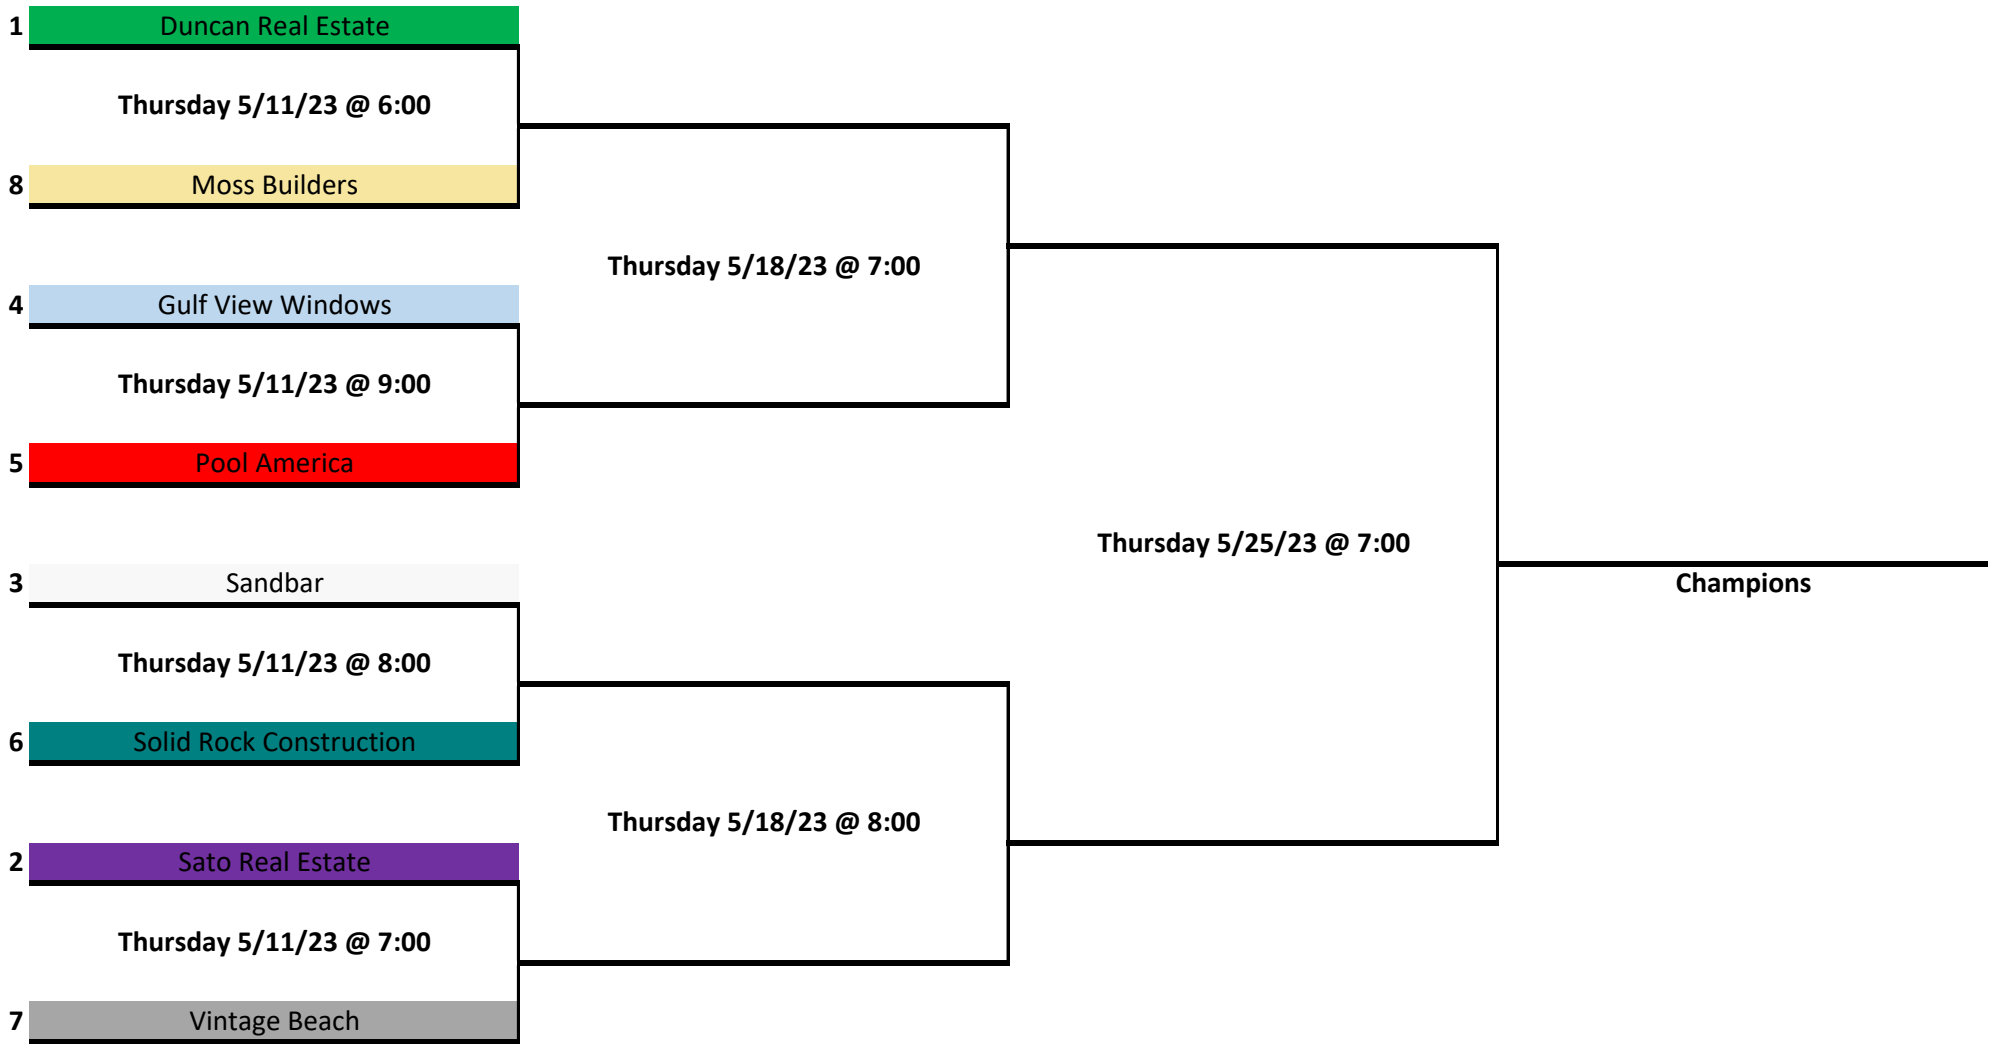 1 Duncan Real Estate
Thursday 5/11/23 @ 6:00
8 Moss Builders
Thursday 5/18/23 @ 7:00
4 Gulf View Windows
Thursday 5/11/23 @ 9:00
5 Pool America
Thursday 5/25/23 @ 7:00
3 Sandbar
Champions
Thursday 5/11/23 @ 8:00
6 Solid Rock Construction
Thursday 5/18/23 @ 8:00
2 Sato Real Estate
Thursday 5/11/23 @ 7:00
7 Vintage Beach